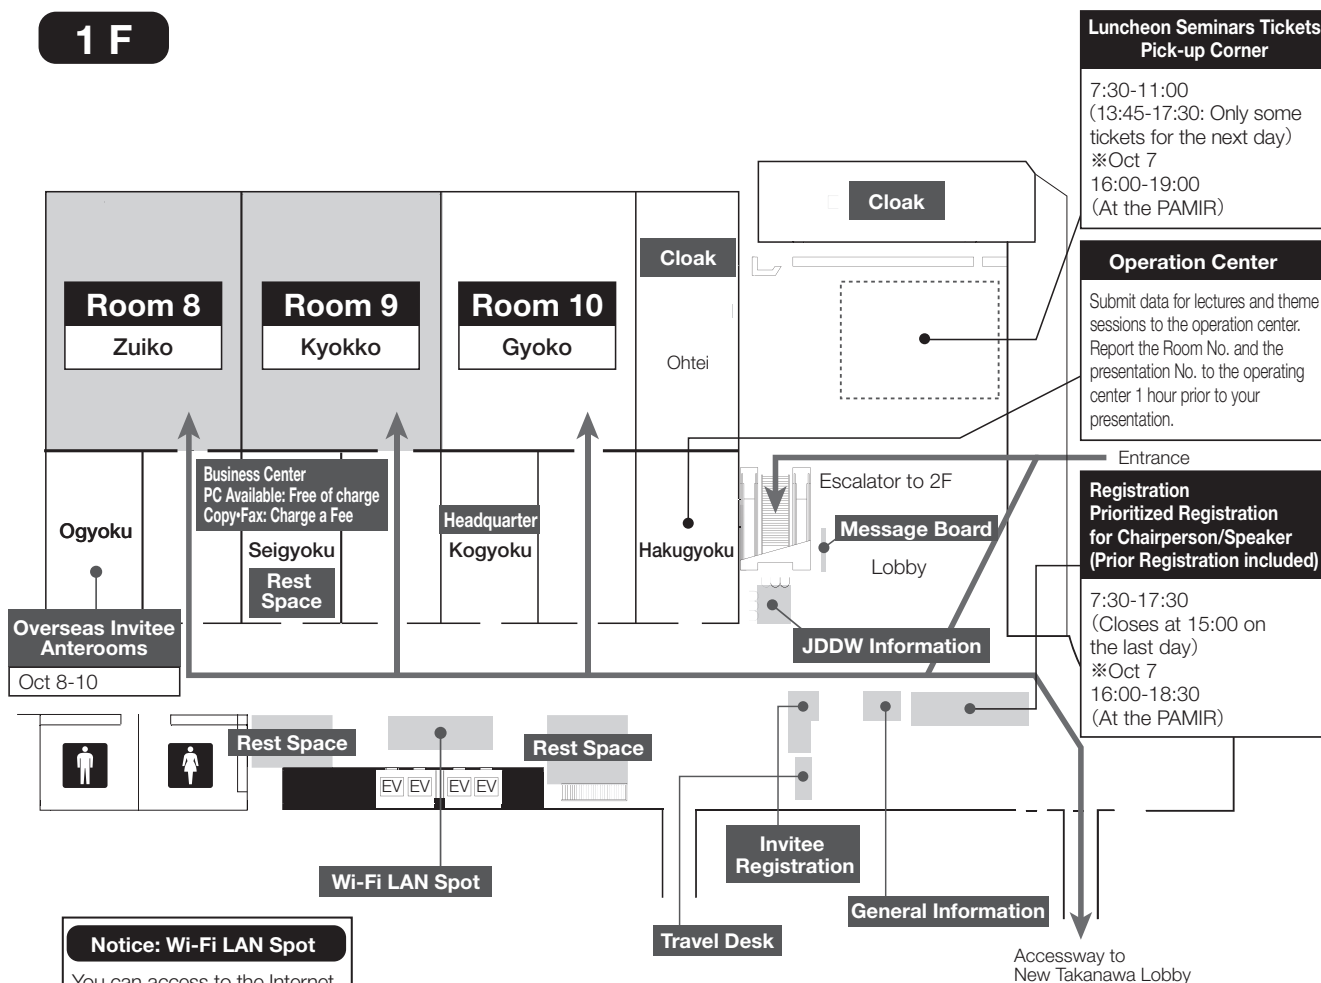 1 F
Luncheon Seminars Tickets
Pick-up Corner
7:30-11:00
(13:45-17:30: Only some
tickets for the next day)
※Oct 7
16:00-19:00
(At the PAMIR)
Cloak
Cloak
Operation Center
Submit data for lectures and theme
sessions to the operation center.
Report the Room No. and the
presentation No. to the operating
center 1 hour prior to your
presentation.
Room 8
Zuiko
Room 9
Kyokko
Room 10
Gyoko
Ohtei
Entrance
Business Center
PC Available: Free of charge
Copy•Fax: Charge a Fee
Escalator to 2F
Registration
Prioritized Registration
for Chairperson/Speaker
(Prior Registration included)
7:30-17:30
(Closes at 15:00 on
the last day)
※Oct 7
16:00-18:30
(At the PAMIR)
Ogyoku
Seigyoku
Rest
Space
Headquarter
Kogyoku
Hakugyoku
Message Board
Lobby
Overseas Invitee
Anterooms
Oct 8-10
JDDW Information
Rest Space
Rest Space
EV EV EV EV
Wi-Fi LAN Spot
Invitee
Registration
General Information
Travel Desk
Accessway to
New Takanawa Lobby
Notice: Wi-Fi LAN Spot
You can access to the Internet